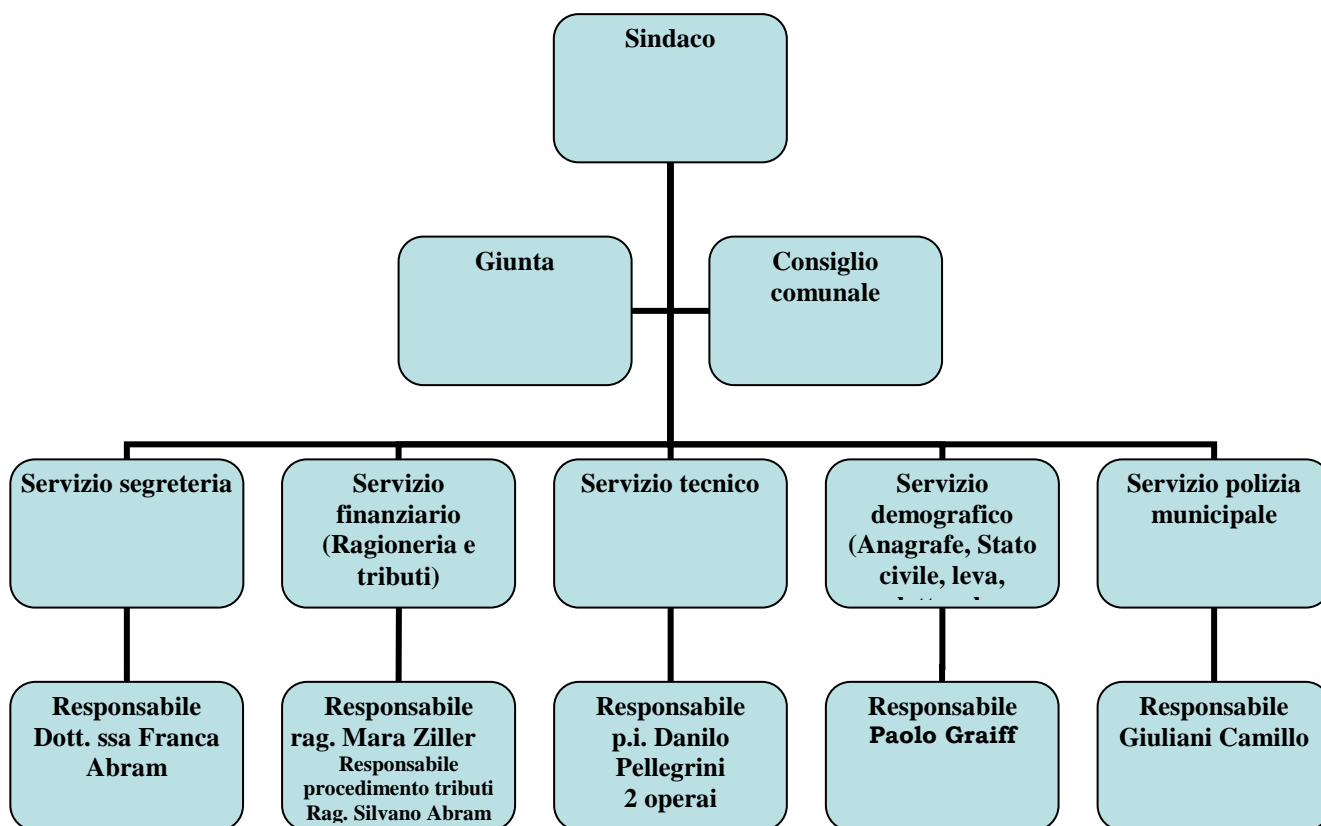 Sindaco
Giunta
Consiglio
comunale
Servizio segreteria
Servizio
finanziario
(Ragioneria e
tributi)
Servizio tecnico
Servizio
demografico
(Anagrafe, Stato
civile, leva,
Servizio polizia
municipale
Responsabile
Dott. ssa Franca
Abram
Responsabile
rag. Mara Ziller
Responsabile
procedimento tributi
Rag. Silvano Abram
Responsabile
p.i. Danilo
Pellegrini
2 operai
Responsabile
Paolo Graiff
Responsabile
Giuliani Camillo